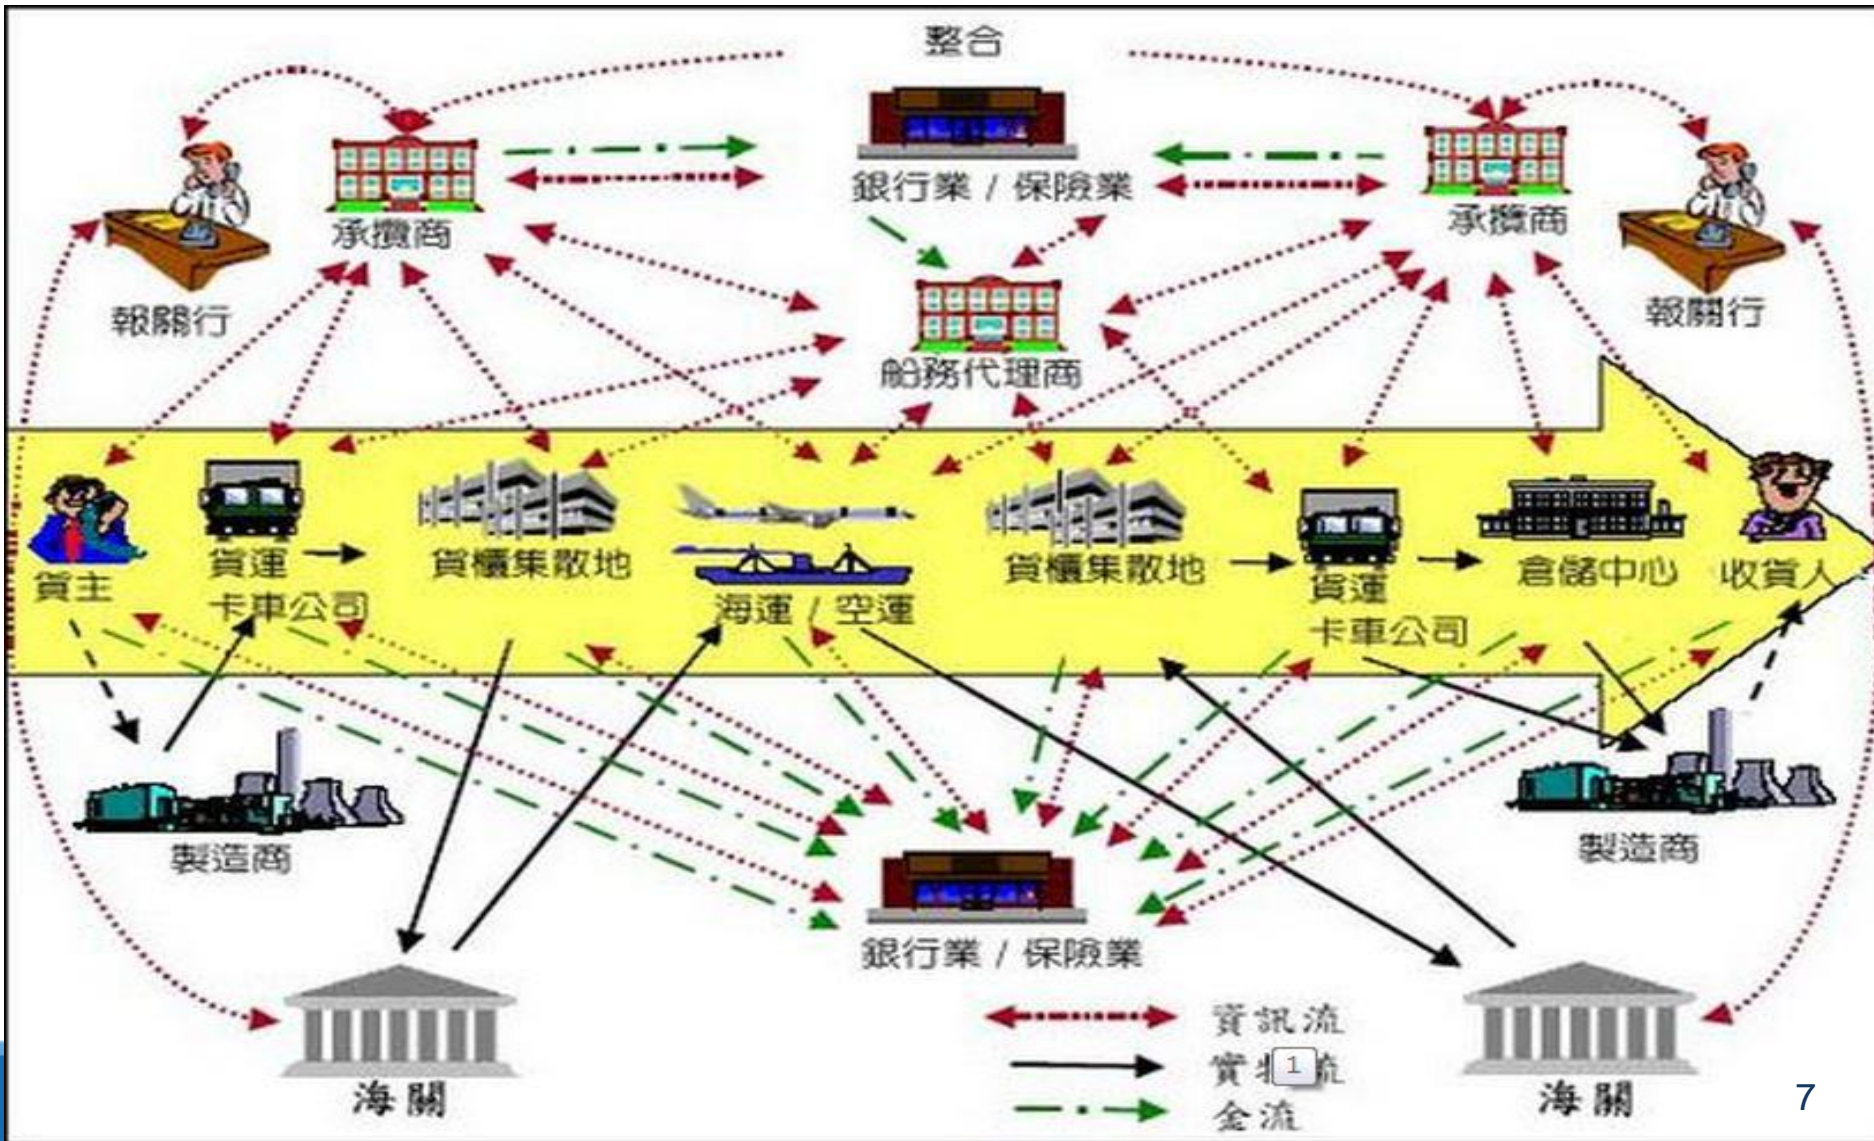 整合
銀行業 / 保險業
承攬商
承攬商
報關行
報關行
船務代理商
貨主
貨運
卡車公司
貨櫃集散地
海運 / 空運
貨櫃集散地
貨運
卡車公司
倉儲中心
收貨人
製造商
製造商
銀行業 / 保險業
海關
海關
資訊流
實 1 流
金流
7